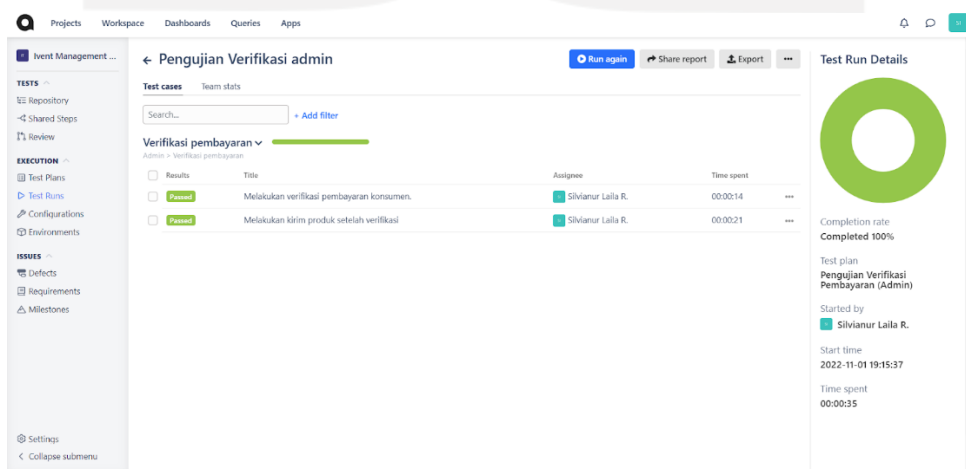 Projects Workspace Dashboards Queries Apps
Ivent Management ...
TESTS
Repository
Shared Steps
Review
EXECUTION
Test Plans
Test Runs
Configurations
Environments
ISSUES
Defects
Requirements
Milestones
Settings
Collapse submenu
← Pengujian Verifikasi admin
Run again Share report Export •••
Test cases Team stats
Search... + Add filter
Verifikasi pembayaran
Admin > Verifikasi pembayaran
Results Title Assignee Time spent
Passed Melakukan verifikasi pembayaran konsumen. Silvianur Laila R. 00:00:14 •••
Passed Melakukan kirim produk setelah verifikasi Silvianur Laila R. 00:00:21 •••
Test Run Details
Completion rate
Completed 100%
Test plan
Pengujian Verifikasi
Pembayaran (Admin)
Started by
Silvianur Laila R.
Start time
2022-11-01 19:15:37
Time spent
00:00:35